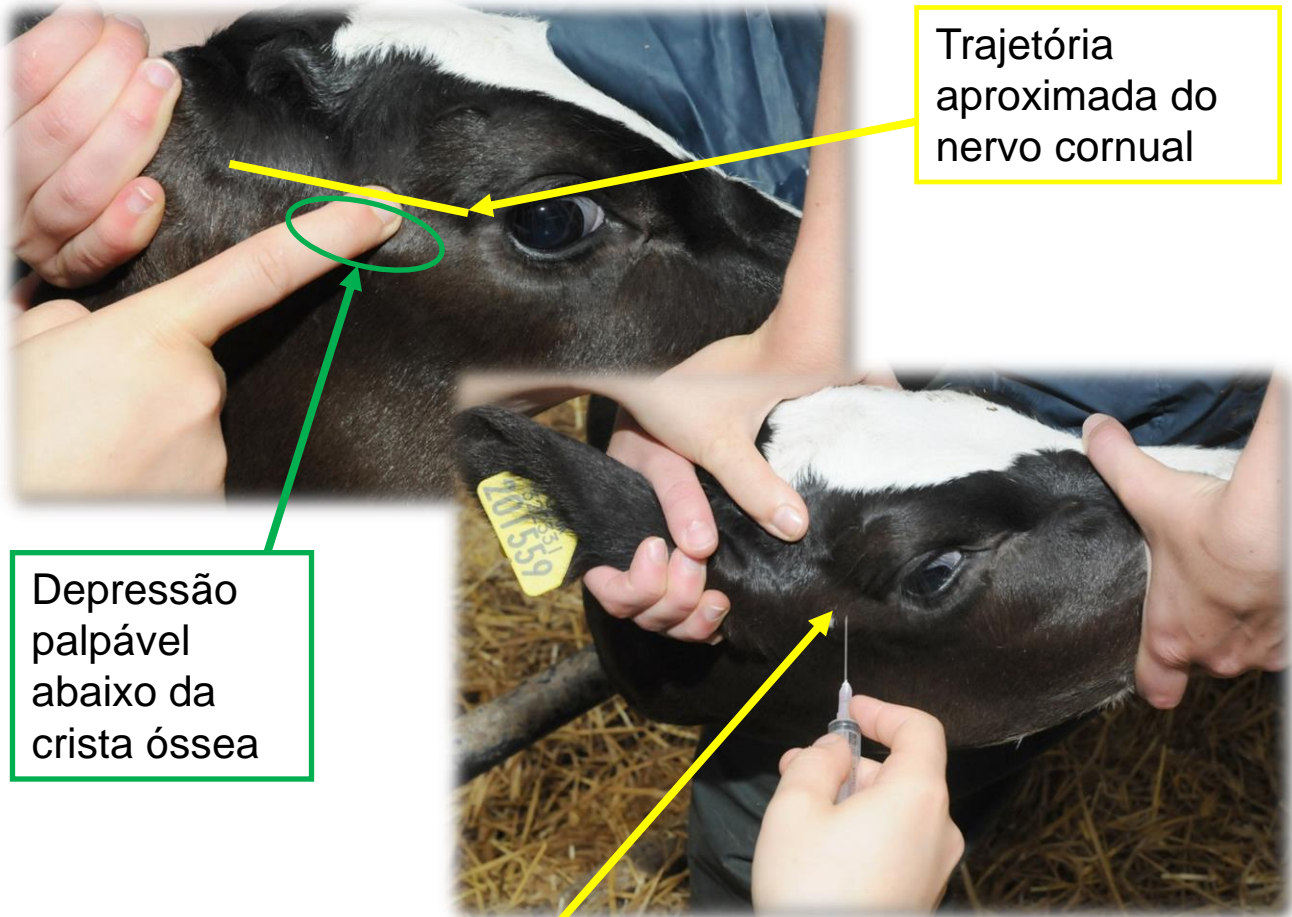 Trajetória
aproximada do
nervo cornual
Depressão
palpável
abaixo da
crista óssea
201559